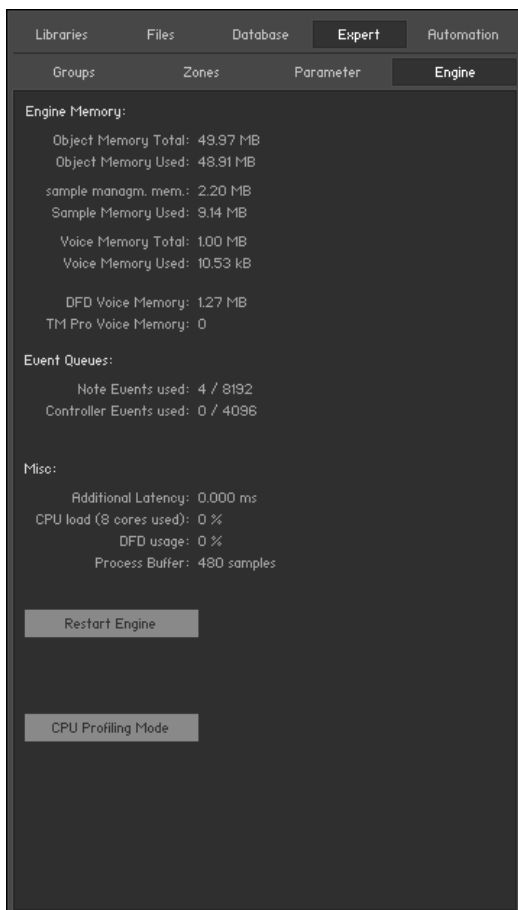 Libraries Files Database Expert Automation
Groups Zones Parameter Engine
Engine Memory:
Object Memory Total: 49.97 MB
Object Memory Used: 48.91 MB
sample managm. mem.: 2.20 MB
Sample Memory Used: 9.14 MB
Voice Memory Total: 1.00 MB
Voice Memory Used: 10.53 kB
DFD Voice Memory: 1.27 MB
TM Pro Voice Memory: 0
Event Queues:
Note Events used: 4 / 8192
Controller Events used: 0 / 4096
Misc:
Additional Latency: 0.000 ms
CPU load (8 cores used): 0 %
DFD usage: 0 %
Process Buffer: 480 samples
Restart Engine
CPU Profiling Mode